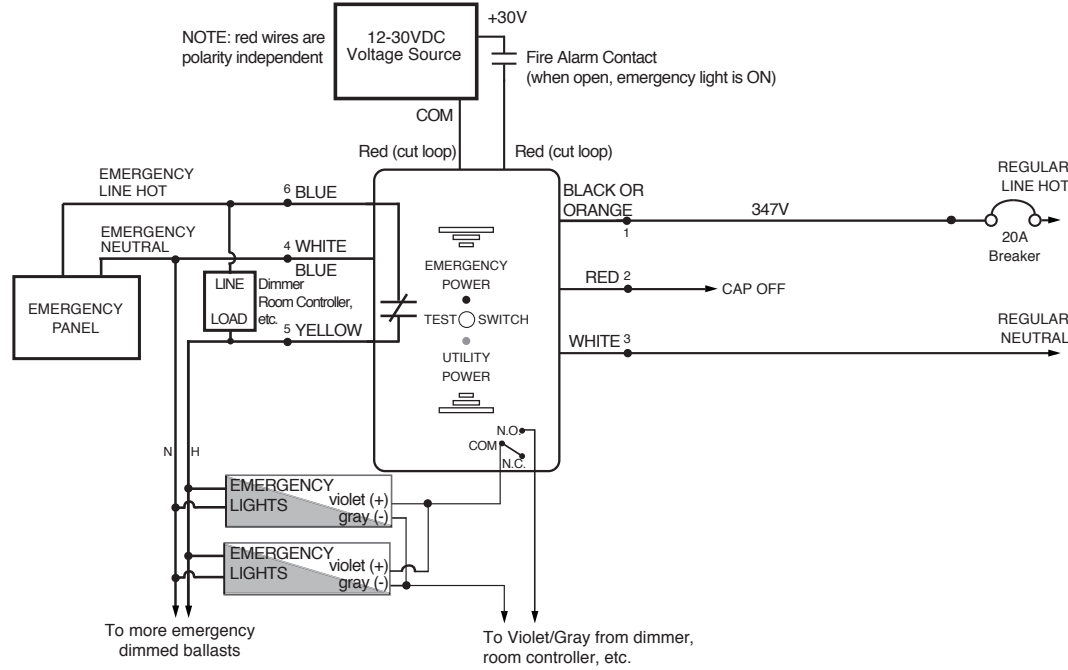 +30V
NOTE: red wires are
polarity independent
12-30VDC
Voltage Source
Fire Alarm Contact
(when open, emergency light is ON)
COM
Red (cut loop)
Red (cut loop)
EMERGENCY
LINE HOT
6 BLUE
BLACK OR
ORANGE
1
347V
REGULAR
LINE HOT
20A
Breaker
EMERGENCY
NEUTRAL
4 WHITE
BLUE
EMERGENCY
POWER
TEST SWITCH
UTILITY
POWER
RED 2
CAP OFF
LINE
LOAD
Dimmer
Room Controller,
etc.
5 YELLOW
EMERGENCY
PANEL
WHITE 3
REGULAR
NEUTRAL
N.O.
COM
N.C.
N
H
EMERGENCY
LIGHTS
violet (+)
gray (-)
EMERGENCY
LIGHTS
violet (+)
gray (-)
To more emergency
dimmed ballasts
To Violet/Gray from dimmer,
room controller, etc.